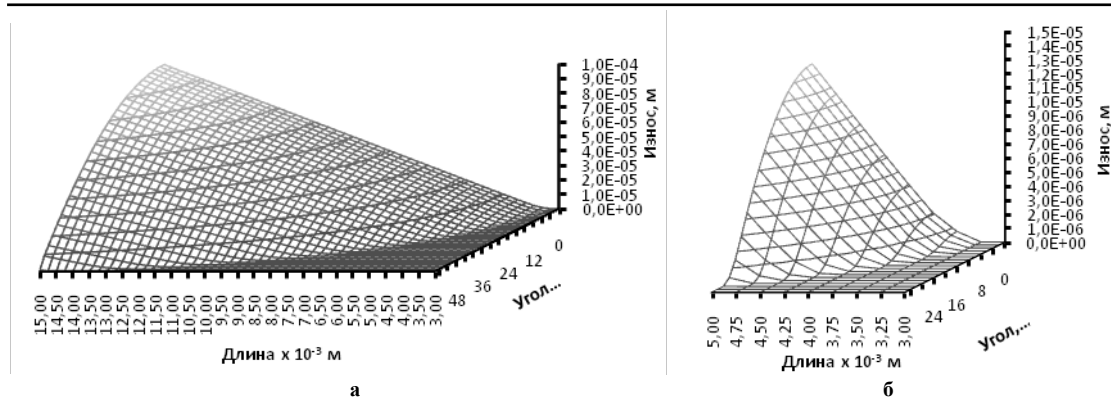 1,0E-04
9,0E-05
8,0E-05
7,0E-05
6,0E-05
5,0E-05
4,0E-05
3,0E-05
2,0E-05
1,0E-05
0,0E+00
Износ, м
0
12
24
36
48
Угол...
15,00
14,50
14,00
13,50
13,00
12,50
12,00
11,50
11,00
10,50
10,00
9,50
9,00
8,50
8,00
7,50
7,00
6,50
6,00
5,50
5,00
4,50
4,00
3,50
3,00
Длина x 10⁻³ м
а
1,5E-05
1,4E-05
1,3E-05
1,2E-05
1,1E-05
1,0E-05
9,0E-06
8,0E-06
7,0E-06
6,0E-06
5,0E-06
4,0E-06
3,0E-06
2,0E-06
1,0E-06
0,0E+00
Износ, м
0
8
16
24
Угол,...
5,00
4,75
4,50
4,25
4,00
3,75
3,50
3,25
3,00
Длина x 10⁻³ м
б